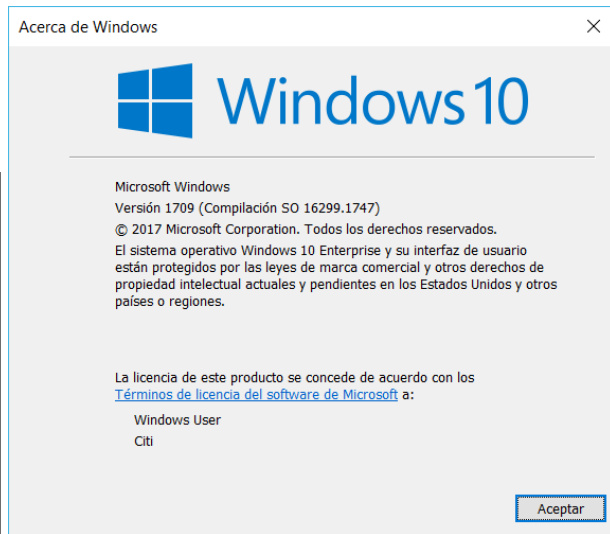 Acerca de Windows
Windows 10
Microsoft Windows
Versión 1709 (Compilación SO 16299.1747)
© 2017 Microsoft Corporation. Todos los derechos reservados.
El sistema operativo Windows 10 Enterprise y su interfaz de usuario
están protegidos por las leyes de marca comercial y otros derechos de
propiedad intelectual actuales y pendientes en los Estados Unidos y otros
países o regiones.
La licencia de este producto se concede de acuerdo con los
Términos de licencia del software de Microsoft a:
Windows User
Citi
Aceptar